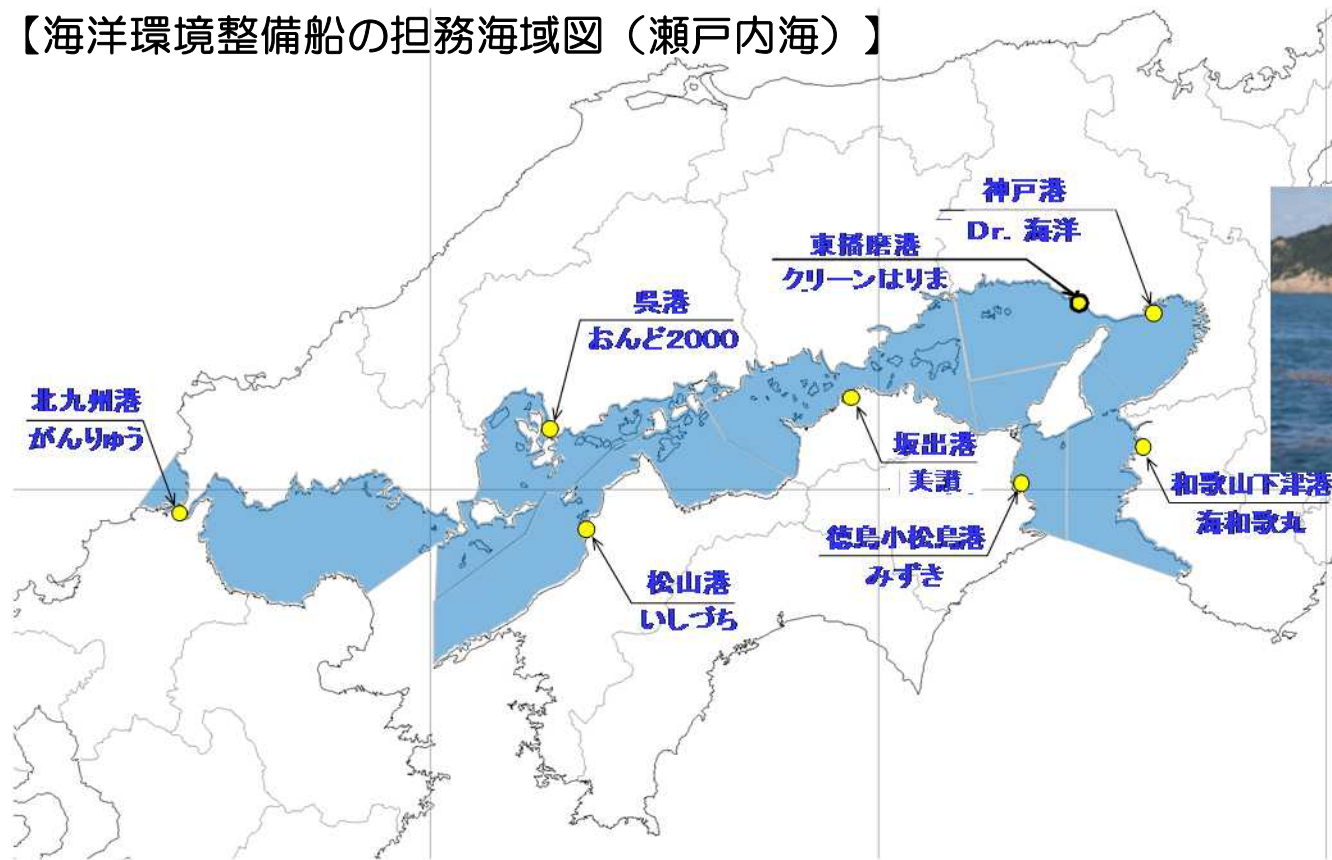 【海洋環境整備船の担務海域図（瀬戸内海）】
神戸港
Dr. 海洋
東播磨港
クリーンはりま
呉港
おんど2000
北九州港
がんりゅう
坂出港
美讃
和歌山下津港
海和歌丸
徳島小松島港
みずき
松山港
いしづち